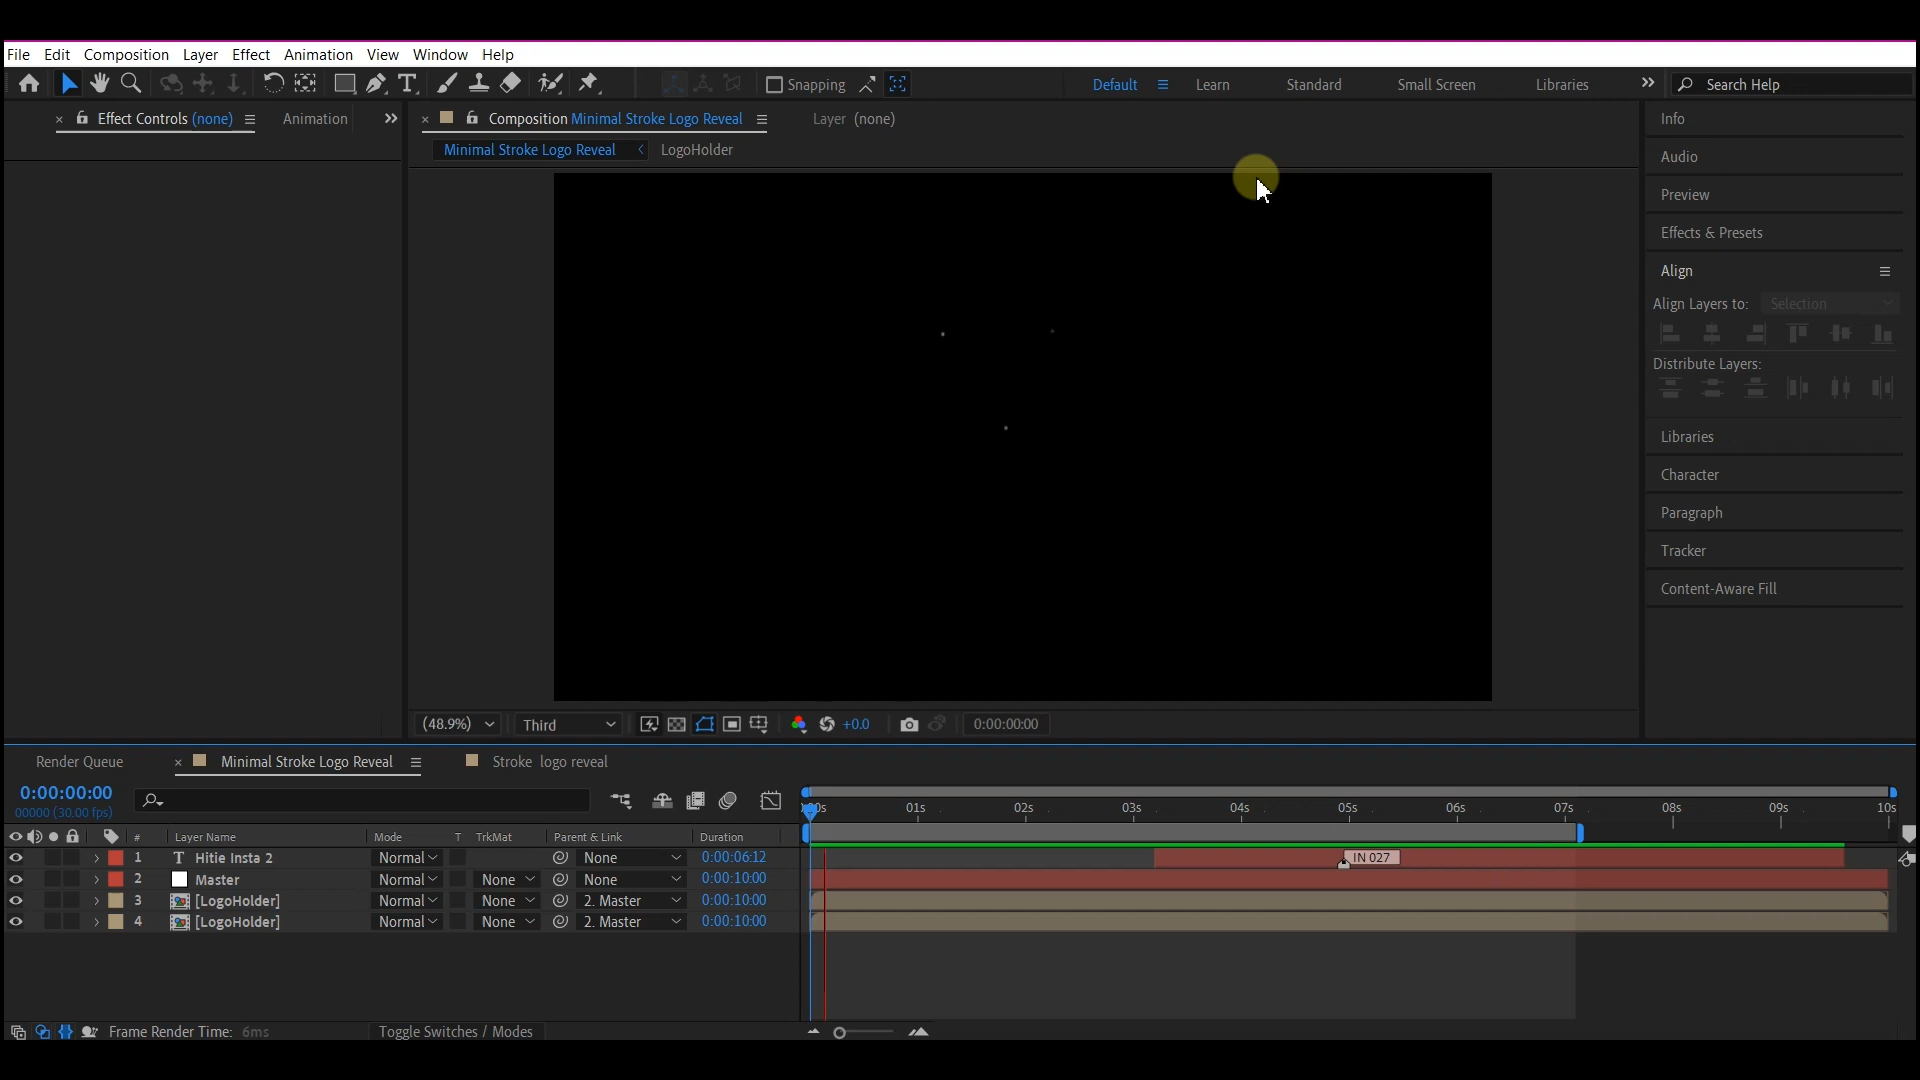 File Edit Composition Layer Effect Animation View Window Help
Snapping Default Learn Standard Small Screen Libraries Search Help
Effect Controls (none) Animation Composition Minimal Stroke Logo Reveal Layer (none)
Minimal Stroke Logo Reveal LogoHolder
Info
Audio
Preview
Effects & Presets
Align
Align Layers to: Selection
Distribute Layers:
Libraries
Character
Paragraph
Tracker
Content-Aware Fill
(48.9%) Third +0.0 0:00:00:00
Render Queue Minimal Stroke Logo Reveal Stroke logo reveal
0:00:00:00
00000 (30.00 fps)
01s 02s 03s 04s 05s 06s 07s 08s 09s 10s
# Layer Name Mode T TrkMat Parent & Link Duration
1 T Hitie Insta 2 Normal None 0:00:06:12 IN 027
2 Master Normal None None 0:00:10:00
3 [LogoHolder] Normal None 2. Master 0:00:10:00
4 [LogoHolder] Normal None 2. Master 0:00:10:00
Frame Render Time: 6ms Toggle Switches / Modes